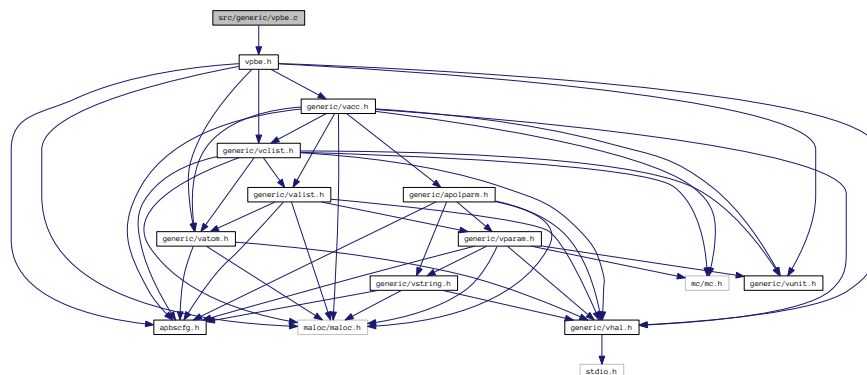 src/generic/vpbe.c
vpbe.h
generic/vacc.h
generic/vclist.h
generic/valist.h
generic/apolparm.h
generic/vatom.h
generic/vparam.h
generic/vstring.h
mc/mc.h
generic/vunit.h
apbscfg.h
maloc/maloc.h
generic/vhal.h
stdio.h